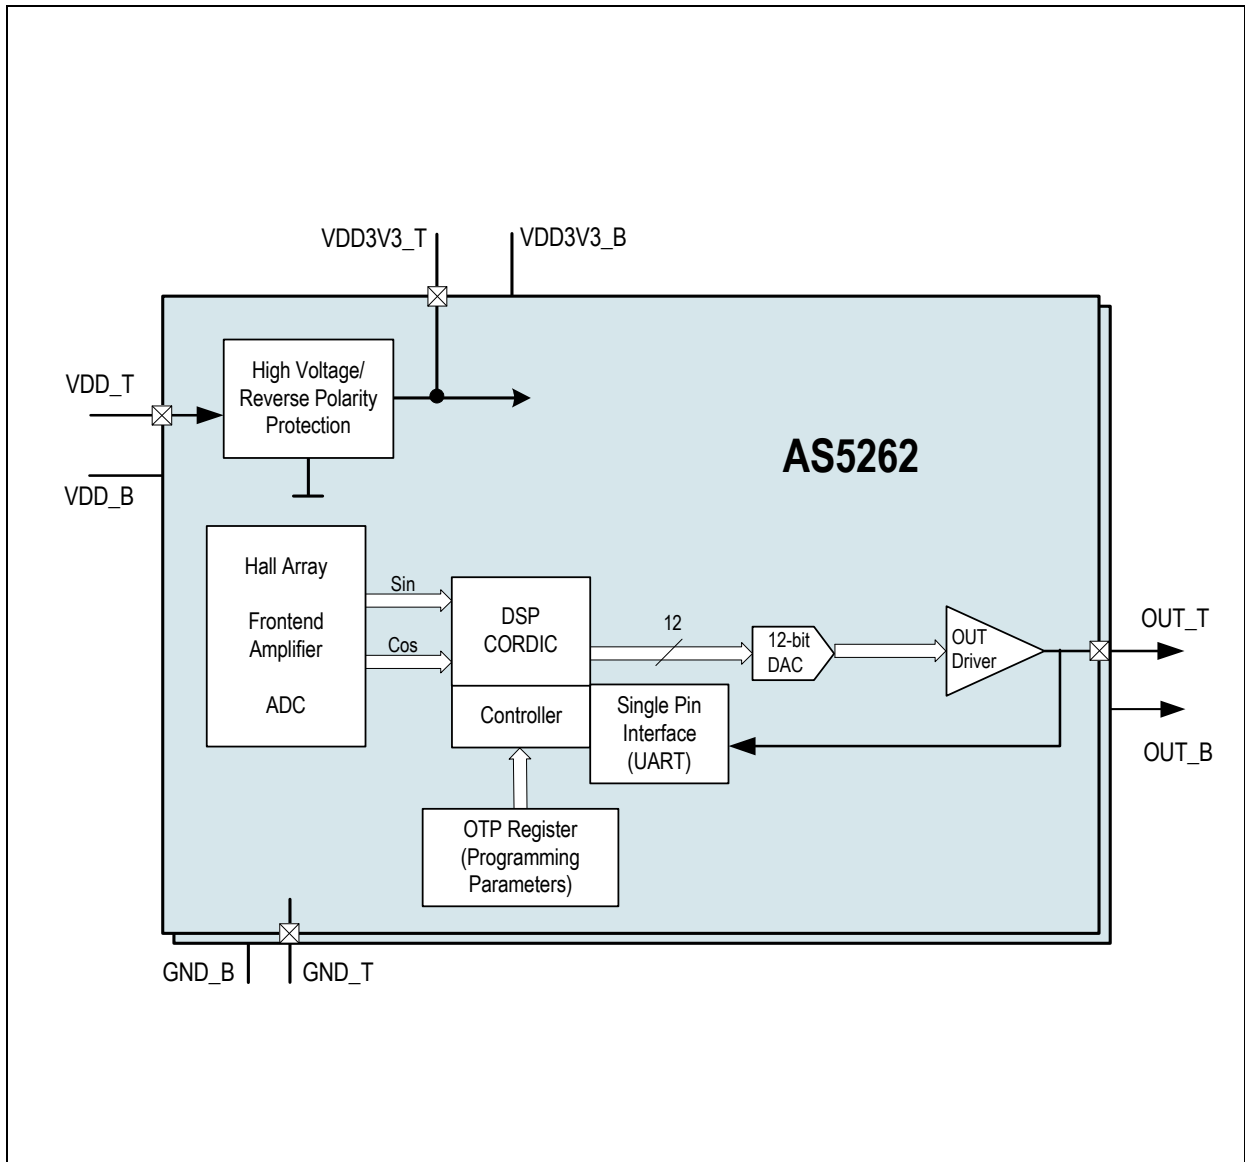 VDD3V3_T
VDD3V3_B
High Voltage/
Reverse Polarity
Protection
VDD_T
VDD_B
AS5262
Hall Array
Frontend
Amplifier
ADC
Sin
Cos
DSP
CORDIC
Controller
12
12-bit
DAC
OUT
Driver
OUT_T
OUT_B
Single Pin
Interface
(UART)
OTP Register
(Programming
Parameters)
GND_B
GND_T